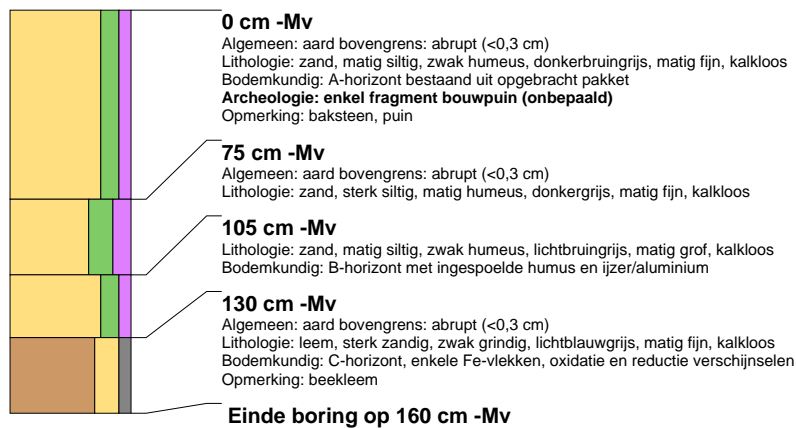 0 cm -Mv
Algemeen: aard bovengrens: abrupt (<0,3 cm)
Lithologie: zand, matig siltig, zwak humeus, donkerbruingrijs, matig fijn, kalkloos
Bodemkundig: A-horizont bestaand uit opgebracht pakket
Archeologie: enkel fragment bouwpuin (onbepaald)
Opmerking: baksteen, puin
75 cm -Mv
Algemeen: aard bovengrens: abrupt (<0,3 cm)
Lithologie: zand, sterk siltig, matig humeus, donkergrijs, matig fijn, kalkloos
105 cm -Mv
Lithologie: zand, matig siltig, zwak humeus, lichtbruingrijs, matig grof, kalkloos
Bodemkundig: B-horizont met ingespoelde humus en ijzer/aluminium
130 cm -Mv
Algemeen: aard bovengrens: abrupt (<0,3 cm)
Lithologie: leem, sterk zandig, zwak grindig, lichtblauwgrijs, matig fijn, kalkloos
Bodemkundig: C-horizont, enkele Fe-vlekken, oxidatie en reductie verschijnselen
Opmerking: beekleem
Einde boring op 160 cm -Mv